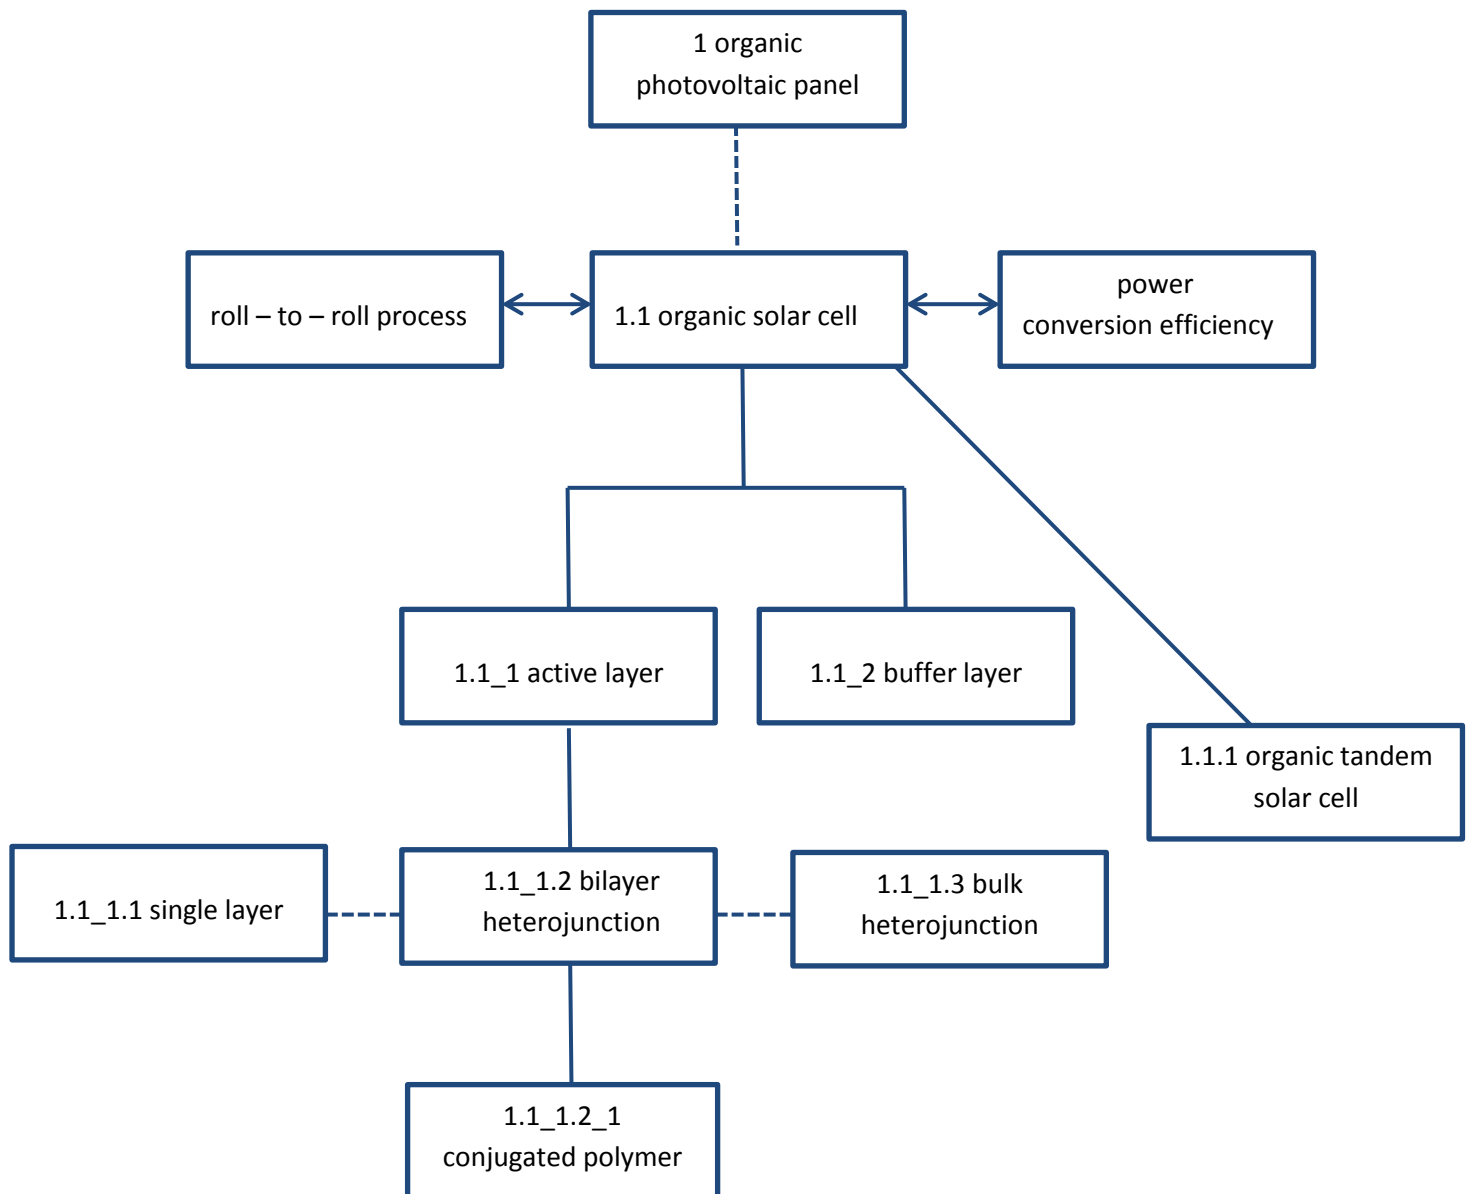 1 organic
photovoltaic panel
roll – to – roll process
1.1 organic solar cell
power
conversion efficiency
1.1_1 active layer
1.1_2 buffer layer
1.1.1 organic tandem
solar cell
1.1_1.1 single layer
1.1_1.2 bilayer
heterojunction
1.1_1.3 bulk
heterojunction
1.1_1.2_1
conjugated polymer